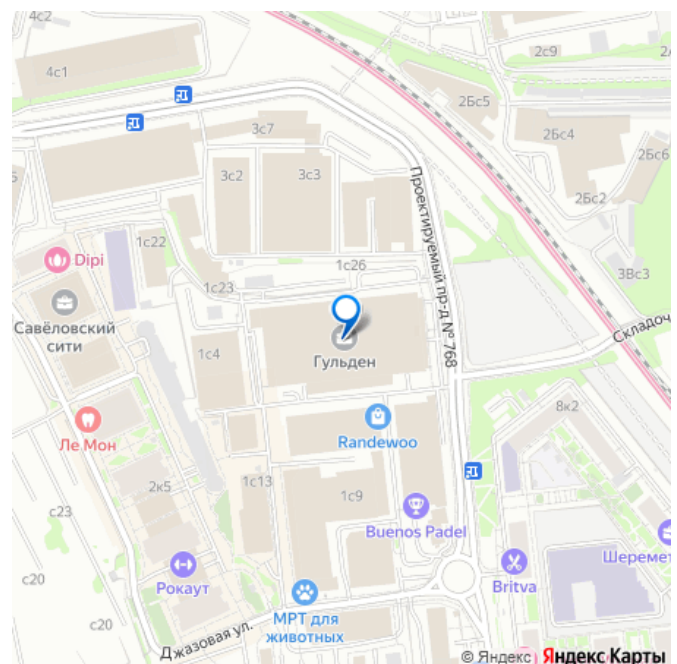 4с2
4с1
2с9
2Бс5
2Бс4
2Бс6
2Бс2
3с7
3с2
3с3
Проектируемый пр-д № 768
3Вс3
1с22
Dipi
1с26
1с23
Савёловский
сити
Гульден
1с4
Складоч
8к2
Ле Мон
Randewoo
2к5
1с13
1с9
с23
Buenos Padel
с20
Рокаут
Britva
Шеремет
с20
МРТ для
животных
Джазовая ул.
© Яндекс Яндекс Карты